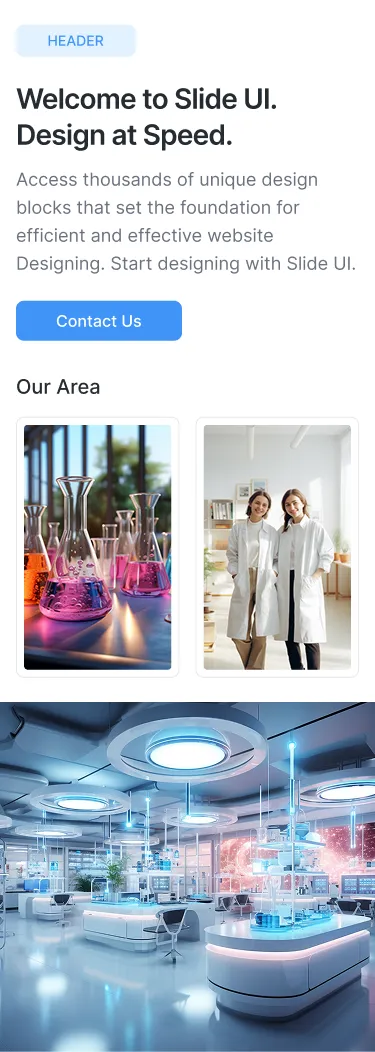 HEADER
Welcome to Slide UI.
Design at Speed.
Access thousands of unique design
blocks that set the foundation for
efficient and effective website
Designing. Start designing with Slide UI.
Contact Us
Our Area